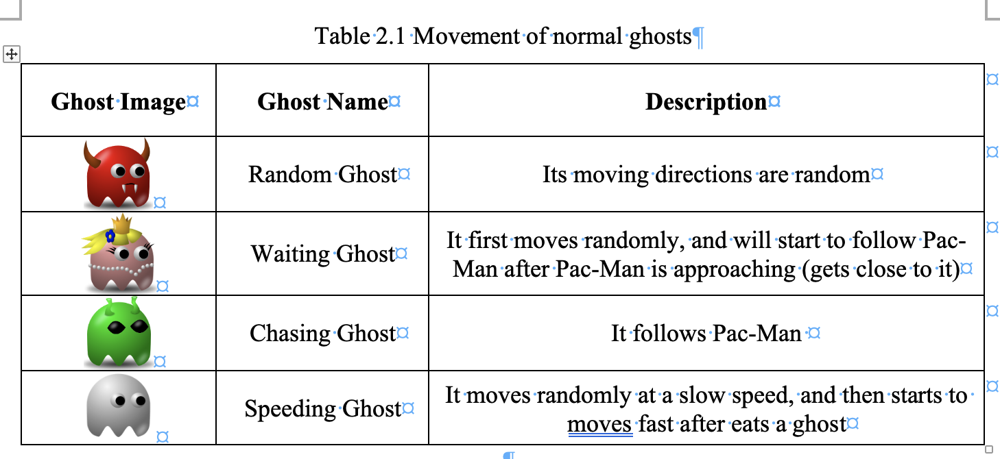 Table 2.1 Movement of normal ghosts
Ghost Image
Ghost Name
Description
Random Ghost
Its moving directions are random
Waiting Ghost
It first moves randomly, and will start to follow Pac-
Man after Pac-Man is approaching (gets close to it)
Chasing Ghost
It follows Pac-Man
Speeding Ghost
It moves randomly at a slow speed, and then starts to
moves fast after eats a ghost